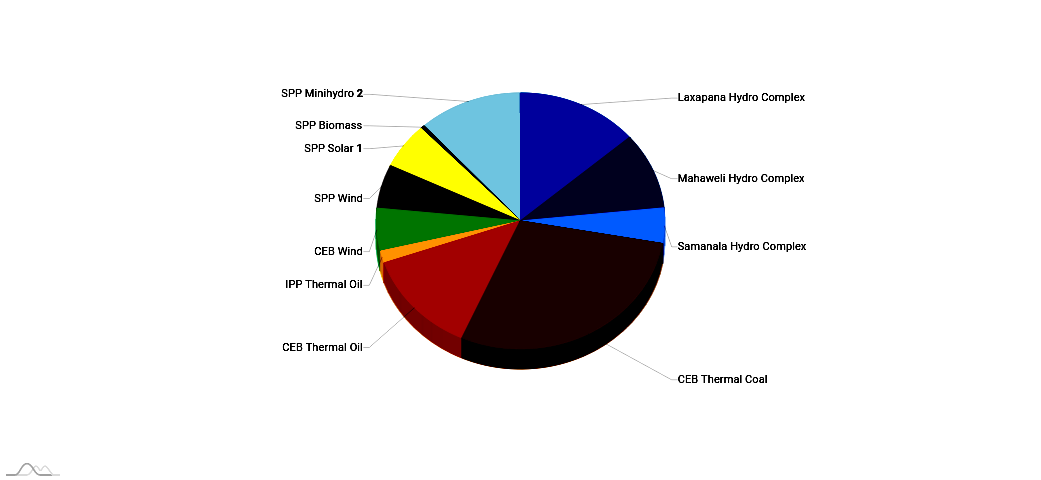 SPP Minihydro 2
Laxapana Hydro Complex
SPP Biomass
SPP Solar 1
Mahaweli Hydro Complex
SPP Wind
Samanala Hydro Complex
CEB Wind
IPP Thermal Oil
CEB Thermal Oil
CEB Thermal Coal